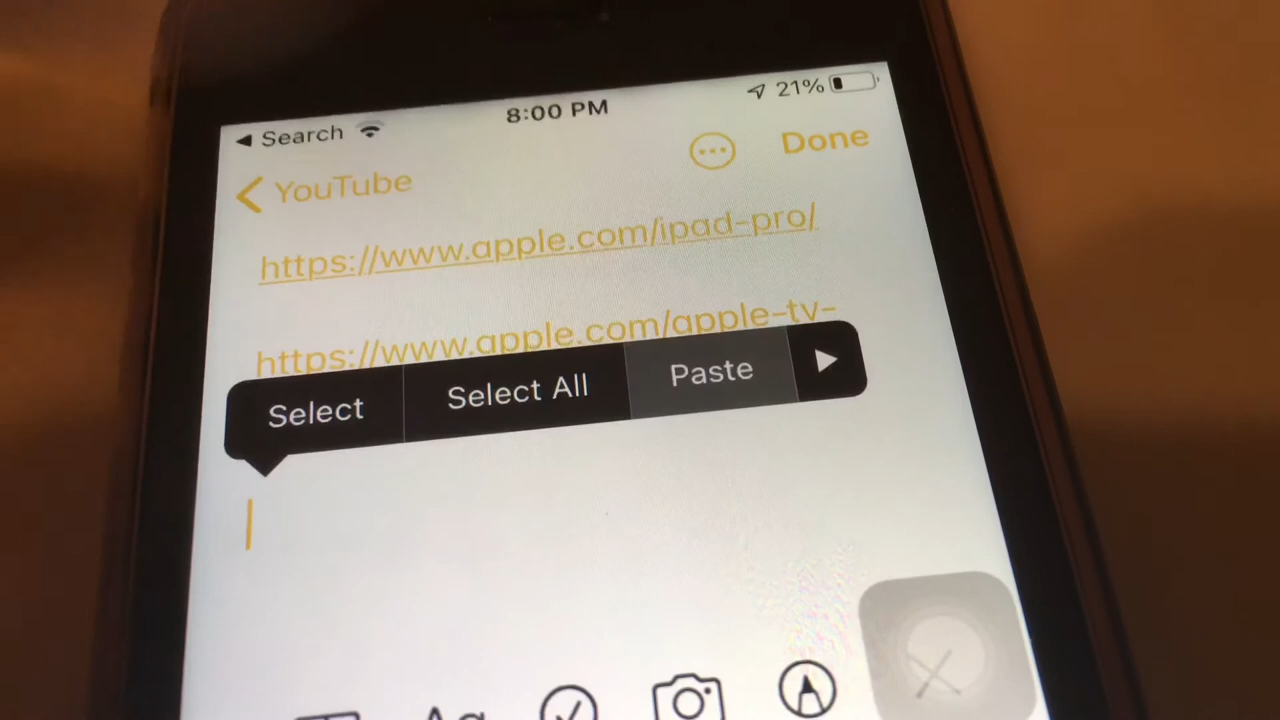 ◀ Search 8:00 PM 21%
YouTube Done
https://www.apple.com/ipad-pro/
https://www.apple.com/apple-tv-
Select Select All Paste ▶
Aa